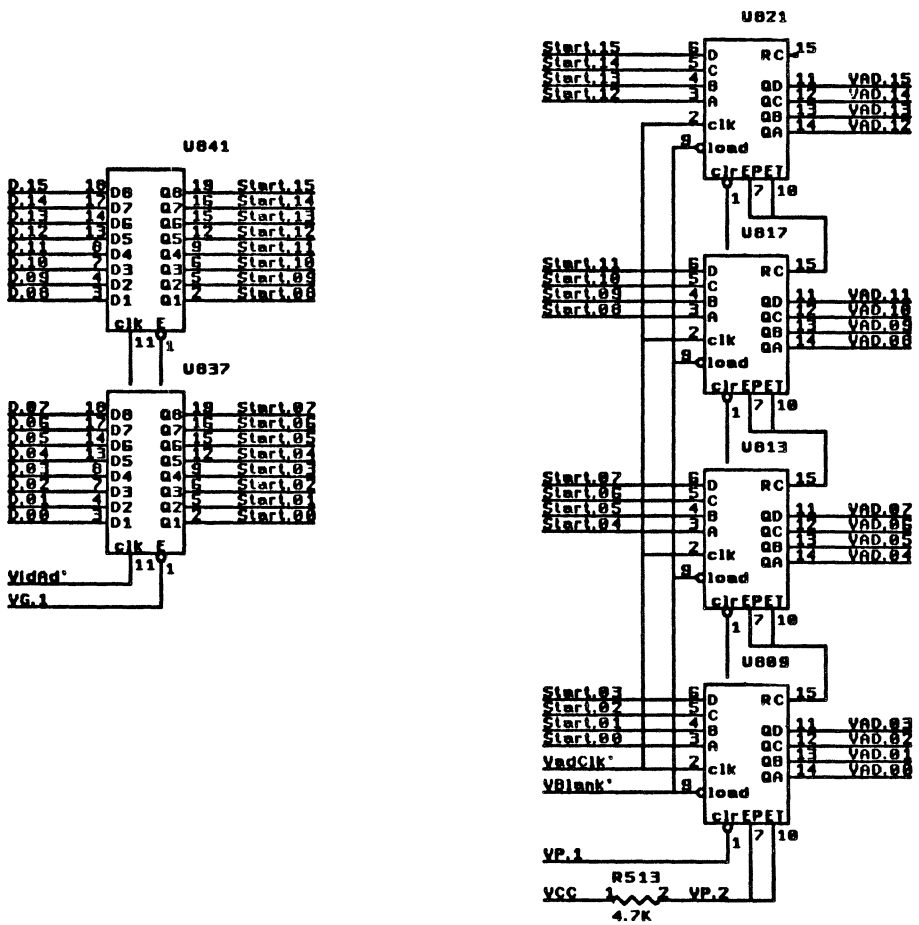 U841
D.15 18 D8 Q8 19 Start.15
D.14 17 D7 Q7 16 Start.14
D.13 14 D6 Q6 15 Start.13
D.12 13 D5 Q5 12 Start.12
D.11 8 D4 Q4 9 Start.11
D.10 7 D3 Q3 6 Start.10
D.09 4 D2 Q2 5 Start.09
D.08 3 D1 Q1 2 Start.08
clk E
11 1
U837
D.07 18 D8 Q8 19 Start.07
D.06 17 D7 Q7 16 Start.06
D.05 14 D6 Q6 15 Start.05
D.04 13 D5 Q5 12 Start.04
D.03 8 D4 Q4 9 Start.03
D.02 7 D3 Q3 6 Start.02
D.01 4 D2 Q2 5 Start.01
D.00 3 D1 Q1 2 Start.00
clk E
11 1
VidAd'
VG.1
U821
Start.15 6 D RC 15
Start.14 5 C
Start.13 4 B QD 11 VAD.15
Start.12 3 A QC 12 VAD.14
QB 13 VAD.13
2 clk QA 14 VAD.12
9 load
clr EP ET
1 7 10
U817
Start.11 6 D RC 15
Start.10 5 C
Start.09 4 B QD 11 VAD.11
Start.08 3 A QC 12 VAD.10
QB 13 VAD.09
2 clk QA 14 VAD.08
9 load
clr EP ET
1 7 10
U813
Start.07 6 D RC 15
Start.06 5 C
Start.05 4 B QD 11 VAD.07
Start.04 3 A QC 12 VAD.06
QB 13 VAD.05
2 clk QA 14 VAD.04
9 load
clr EP ET
1 7 10
U809
Start.03 6 D RC 15
Start.02 5 C
Start.01 4 B QD 11 VAD.03
Start.00 3 A QC 12 VAD.02
QB 13 VAD.01
VadClk' 2 clk QA 14 VAD.00
VBlank' 9 load
clr EP ET
1 7 10
VP.1
R513
VCC 1 2 VP.2
4.7K